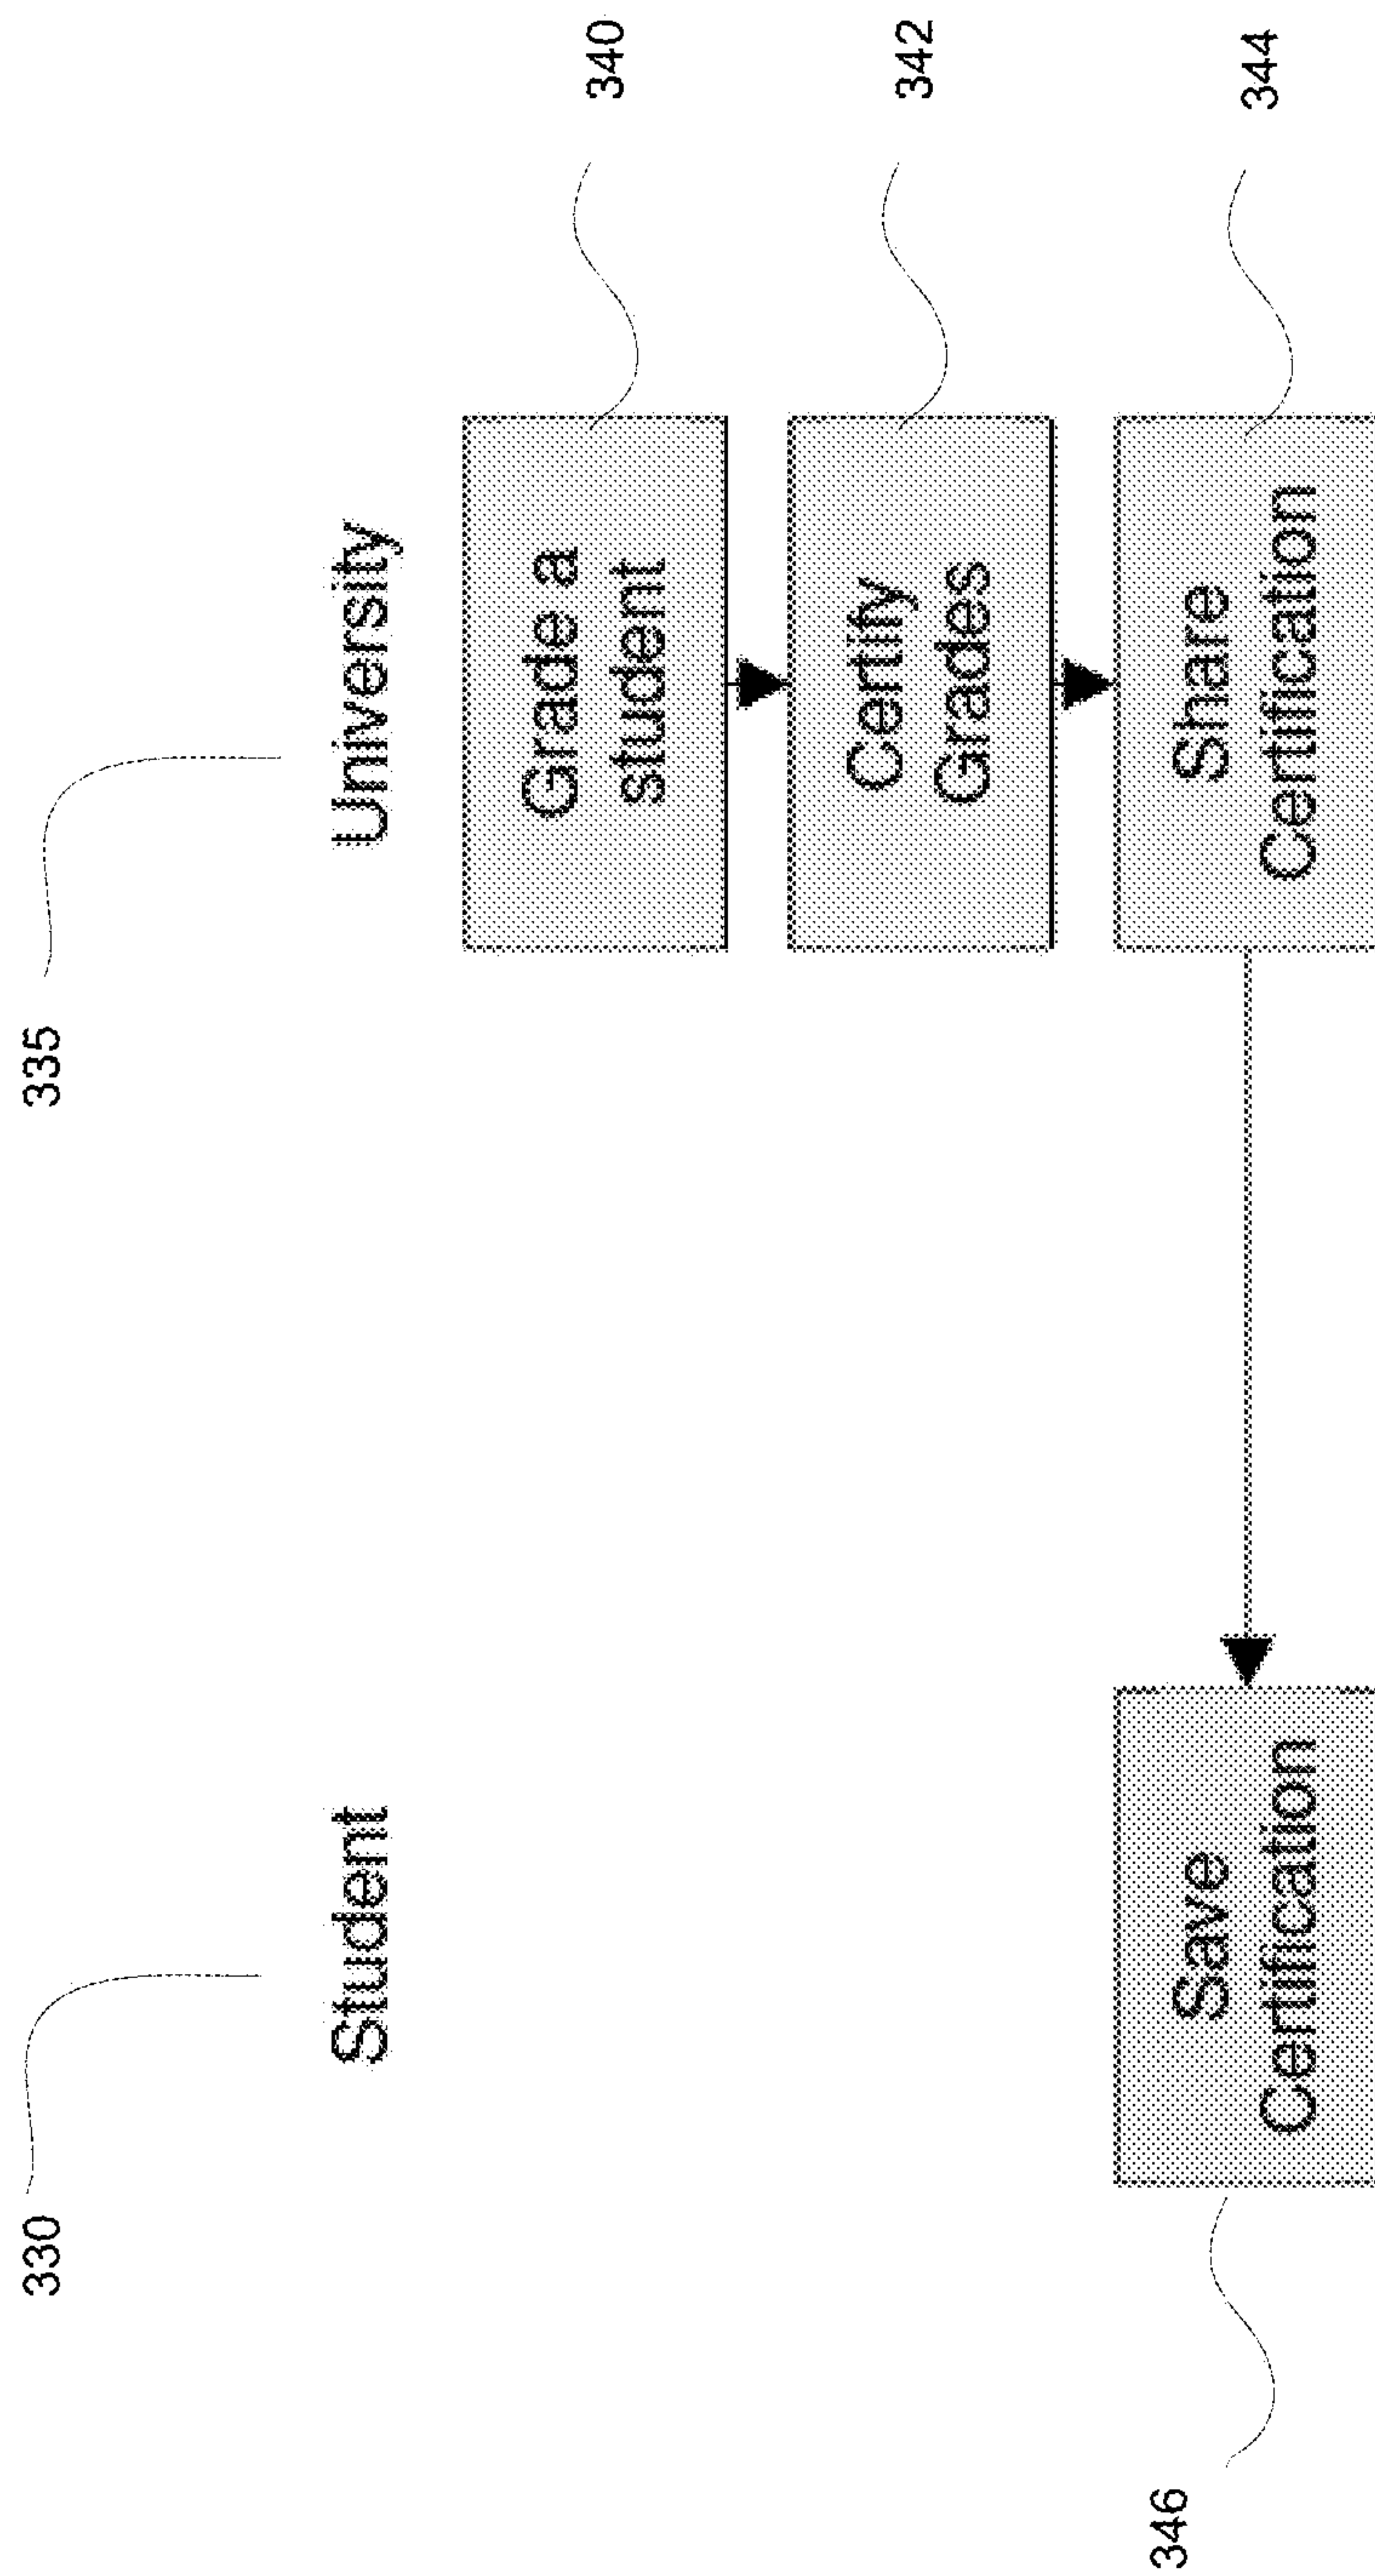 330
335
Student
University
Grade a
student
340
Certify
Grades
342
346
Save
Certification
Share
Certification
344